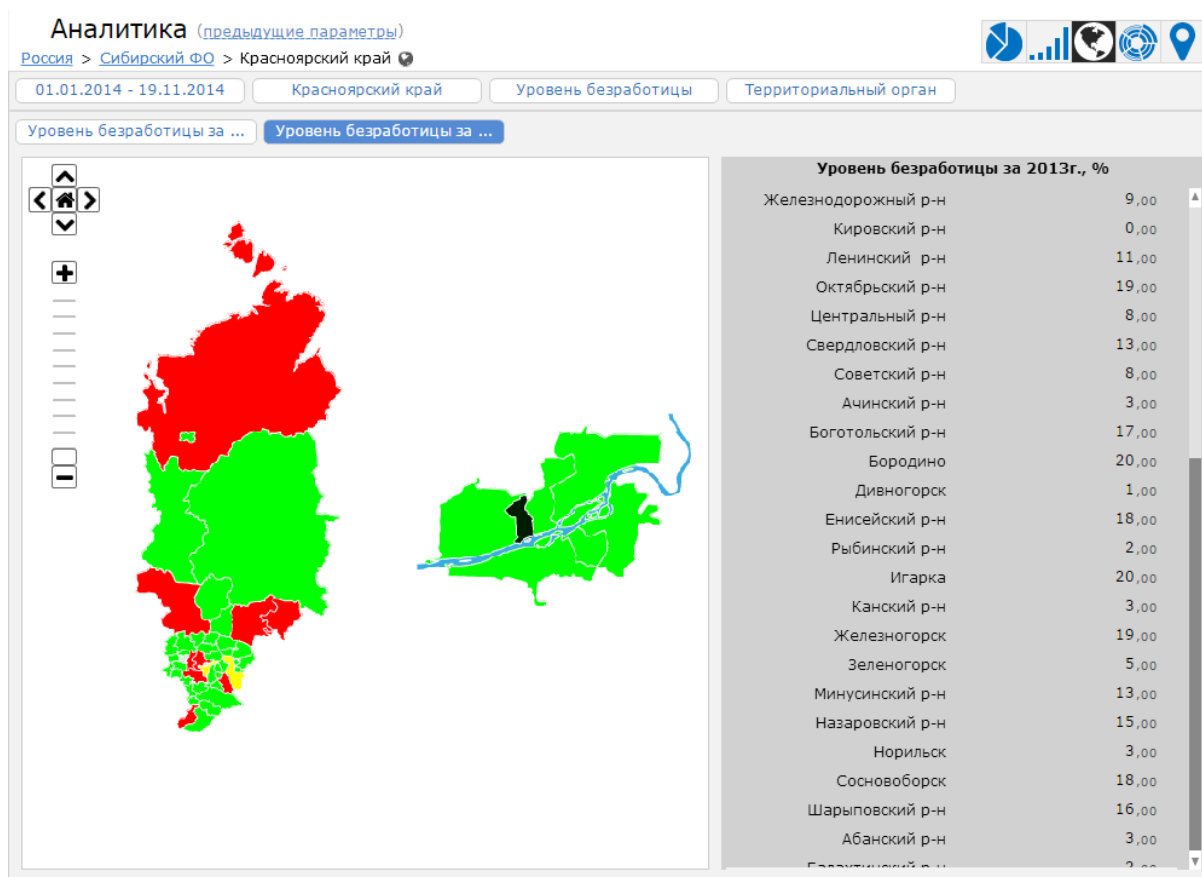 Аналитика (предыдущие параметры)
Россия > Сибирский ФО > Красноярский край
01.01.2014 - 19.11.2014 Красноярский край Уровень безработицы Территориальный орган
Уровень безработицы за ... Уровень безработицы за ...
Уровень безработицы за 2013г., %
Железнодорожный р-н 9,00
Кировский р-н 0,00
Ленинский р-н 11,00
Октябрьский р-н 19,00
Центральный р-н 8,00
Свердловский р-н 13,00
Советский р-н 8,00
Ачинский р-н 3,00
Боготольский р-н 17,00
Бородино 20,00
Дивногорск 1,00
Енисейский р-н 18,00
Рыбинский р-н 2,00
Игарка 20,00
Канский р-н 3,00
Железногорск 19,00
Зеленогорск 5,00
Минусинский р-н 13,00
Назаровский р-н 15,00
Норильск 3,00
Сосновоборск 18,00
Шарыповский р-н 16,00
Абанский р-н 3,00